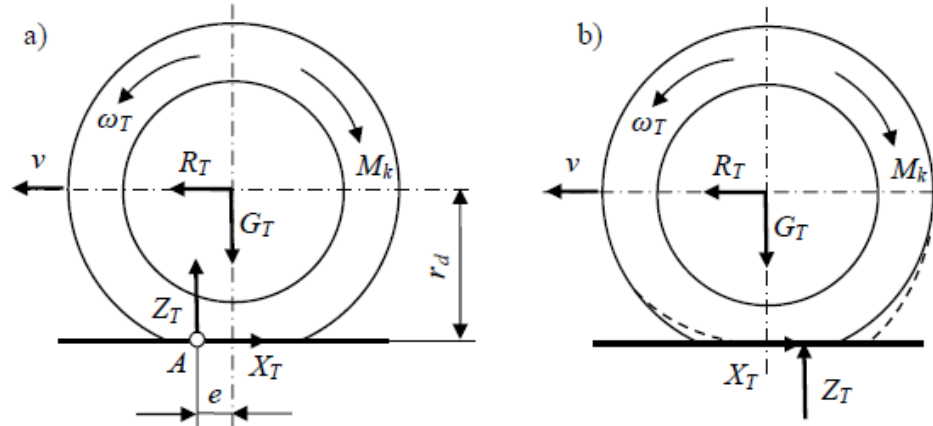 a)
ω_T
M_k
v
R_T
G_T
r_d
Z_T
A
X_T
e
b)
ω_T
M_k
v
R_T
G_T
X_T
Z_T